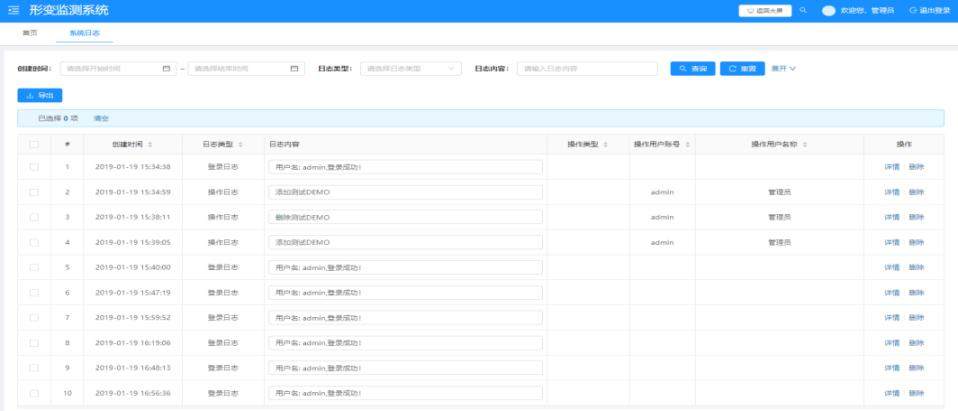 形变监测系统 返回大屏 欢迎您，管理员 退出登录
首页 系统日志
创建时间: 请选择开始时间 ~ 请选择结束时间 日志类型: 请选择日志类型 日志内容: 请输入日志内容 查询 重置 展开
导出
已选择 0 项 清空
# 创建时间 日志类型 日志内容 操作类型 操作用户账号 操作用户名称 操作
1 2019-01-19 15:34:38 登录日志 用户名: admin,登录成功! 详情 删除
2 2019-01-19 15:34:59 操作日志 添加测试DEMO admin 管理员 详情 删除
3 2019-01-19 15:38:11 操作日志 删除测试DEMO admin 管理员 详情 删除
4 2019-01-19 15:39:05 操作日志 添加测试DEMO admin 管理员 详情 删除
5 2019-01-19 15:40:00 登录日志 用户名: admin,登录成功! 详情 删除
6 2019-01-19 15:47:19 登录日志 用户名: admin,登录成功! 详情 删除
7 2019-01-19 15:59:52 登录日志 用户名: admin,登录成功! 详情 删除
8 2019-01-19 16:19:06 登录日志 用户名: admin,登录成功! 详情 删除
9 2019-01-19 16:48:13 登录日志 用户名: admin,登录成功! 详情 删除
10 2019-01-19 16:56:36 登录日志 用户名: admin,登录成功! 详情 删除